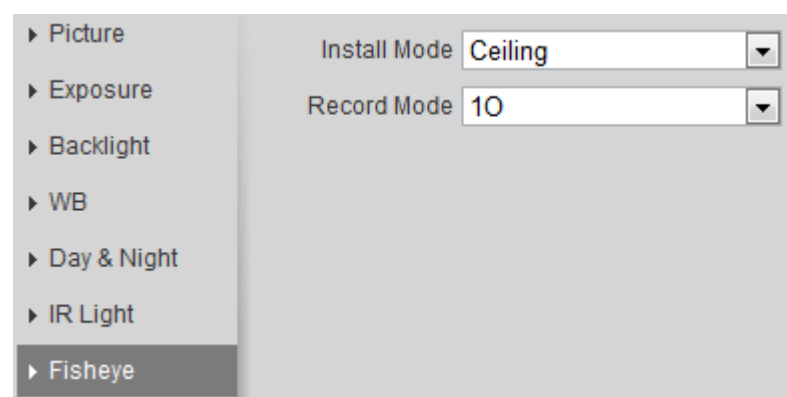 Picture
Exposure
Backlight
WB
Day & Night
IR Light
Fisheye
Install Mode Ceiling
Record Mode 1O